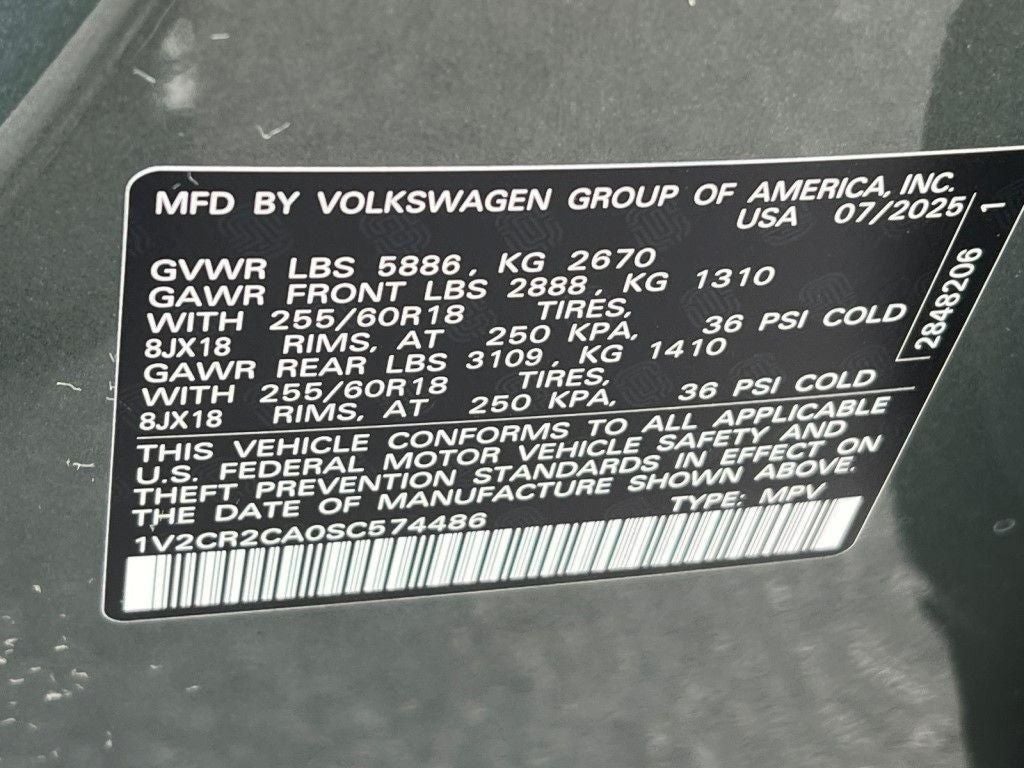 MFD BY VOLKSWAGEN GROUP OF AMERICA, INC.
USA 07/2025
1
2848206
GVWR LBS 5886, KG 2670
GAWR FRONT LBS 2888, KG 1310
WITH 255/60R18 TIRES,
8JX18 RIMS, AT 250 KPA, 36 PSI COLD
GAWR REAR LBS 3109, KG 1410
WITH 255/60R18 TIRES,
8JX18 RIMS, AT 250 KPA, 36 PSI COLD
THIS VEHICLE CONFORMS TO ALL APPLICABLE
U.S. FEDERAL MOTOR VEHICLE SAFETY AND
THEFT PREVENTION STANDARDS IN EFFECT ON
THE DATE OF MANUFACTURE SHOWN ABOVE.
1V2CR2CA0SC574486 TYPE: MPV